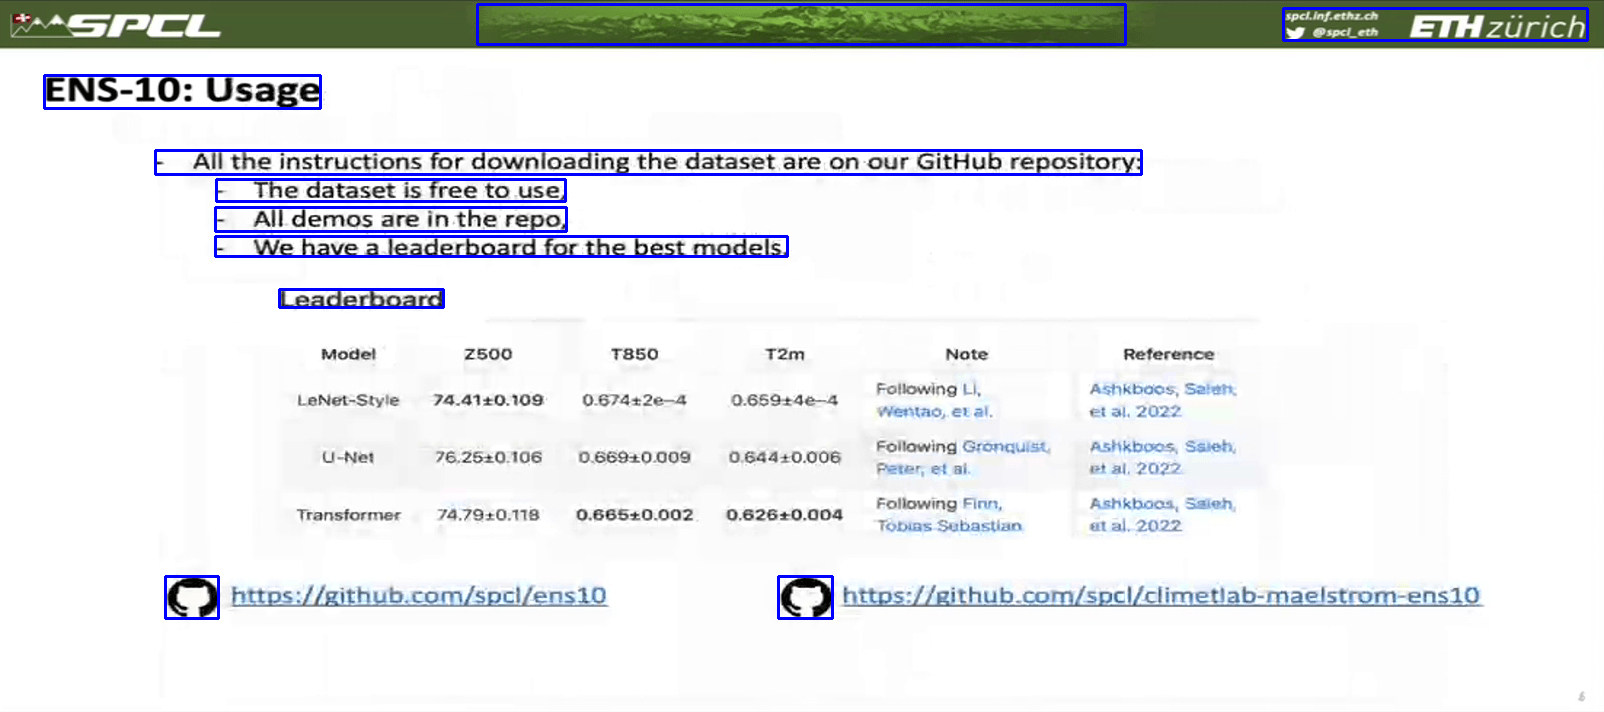 SPCL
spcl.inf.ethz.ch
@spcl_eth
ETH zürich
ENS-10: Usage
- All the instructions for downloading the dataset are on our GitHub repository:
- The dataset is free to use,
- All demos are in the repo,
- We have a leaderboard for the best models.
Leaderboard
Model Z500 T850 T2m Note Reference
LeNet-Style 74.41±0.109 0.674±2e-4 0.659±4e-4 Following Li, Wentao, et al. Ashkboos, Saleh, et al. 2022
U-Net 76.25±0.106 0.669±0.009 0.644±0.006 Following Grönquist, Peter, et al. Ashkboos, Saleh, et al. 2022
Transformer 74.79±0.118 0.665±0.002 0.626±0.004 Following Finn, Tobias Sebastian Ashkboos, Saleh, et al. 2022
https://github.com/spcl/ens10
https://github.com/spcl/climetlab-maelstrom-ens10
6